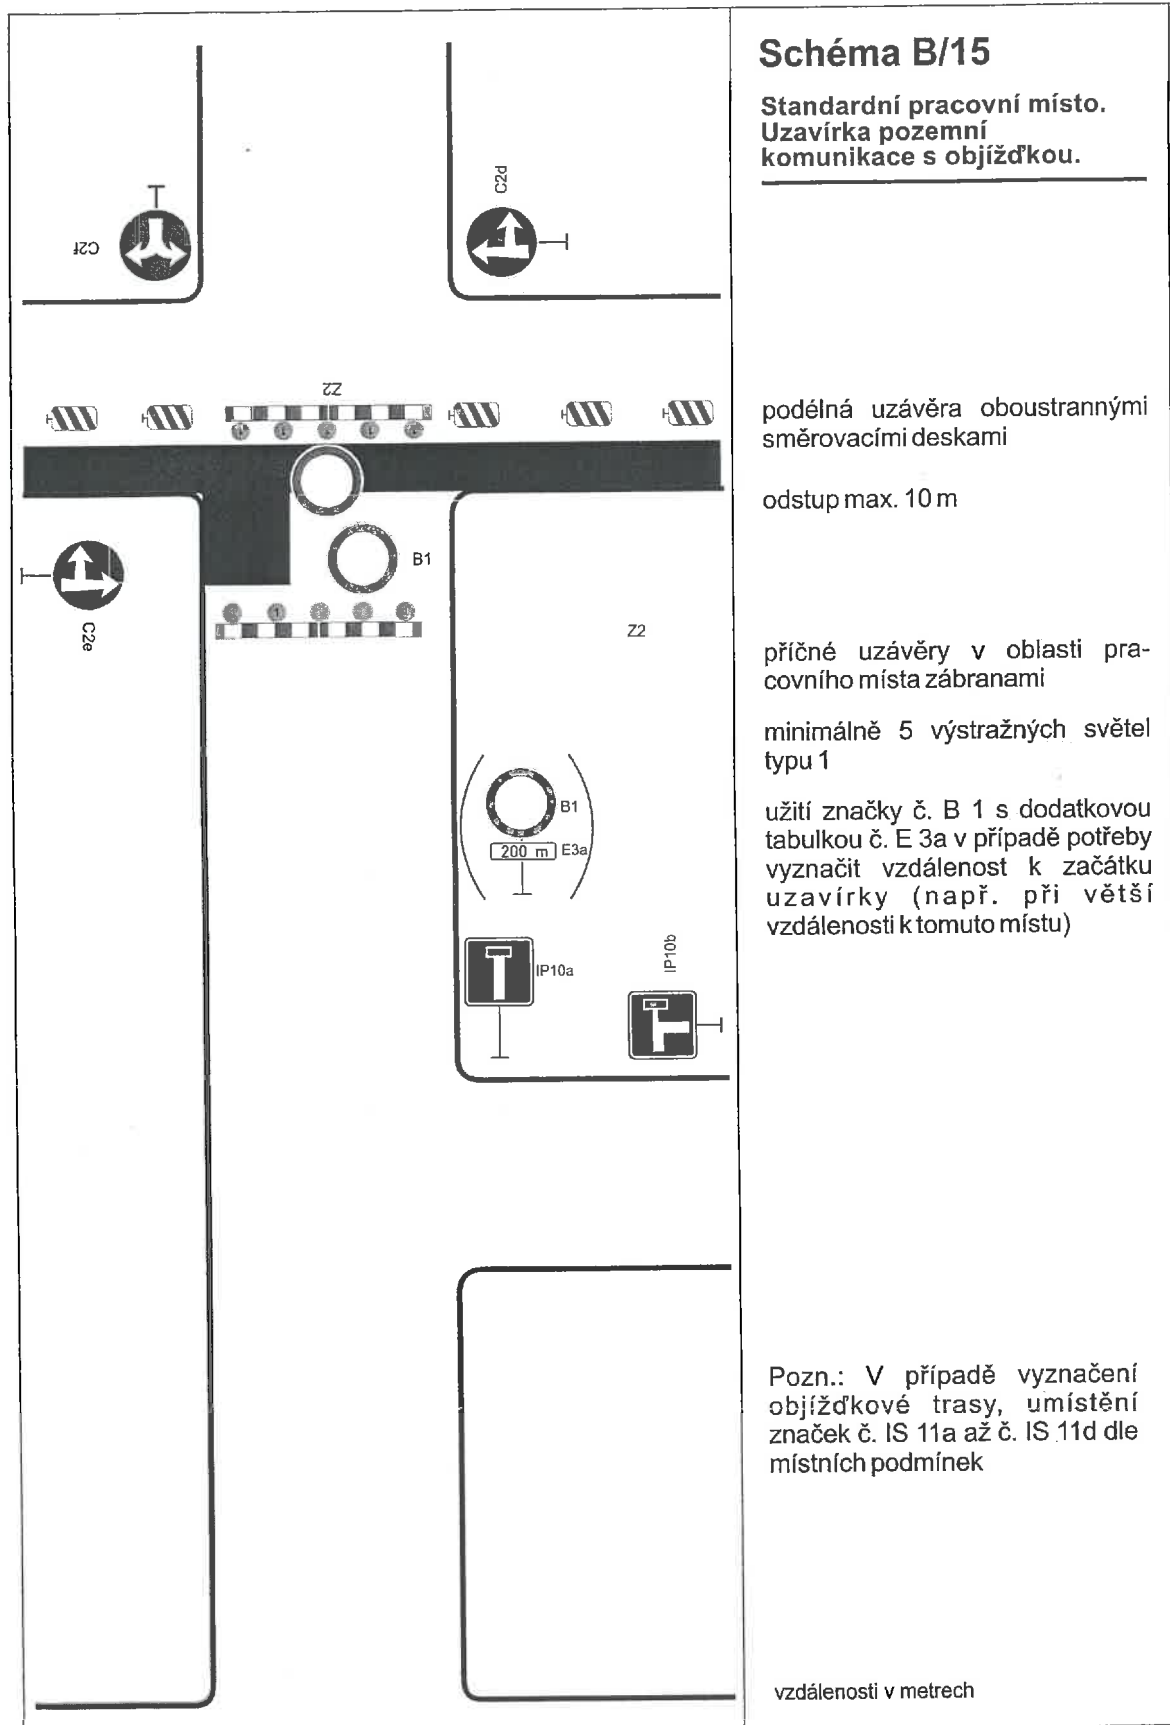 Schéma B/15
Standardní pracovní místo.
Uzavírka pozemní
komunikace s objížďkou.
C2d
C2f
Z2
podélná uzávěra oboustrannými
směrovacími deskami
odstup max. 10 m
B1
C2e
Z2
příčné uzávěry v oblasti pra-
covního místa zábranami
minimálně 5 výstražných světel
typu 1
B1
200 m
E3a
užití značky č. B 1 s dodatkovou
tabulkou č. E 3a v případě potřeby
vyznačit vzdálenost k začátku
uzavírky (např. při větší
vzdálenosti k tomuto místu)
IP10a
IP10b
Pozn.: V případě vyznačení
objížďkové trasy, umístění
značek č. IS 11a až č. IS 11d dle
místních podmínek
vzdálenosti v metrech